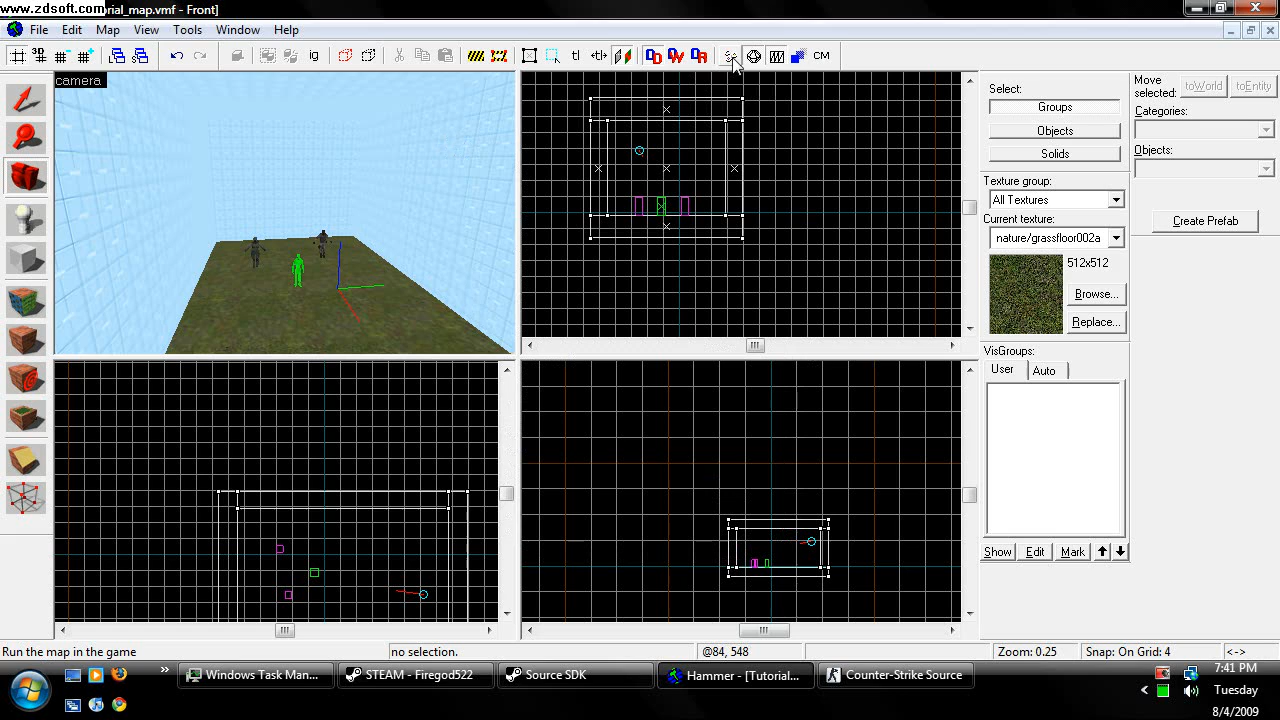 www.zdsoft.com
orial_map.vmf - Front]
File Edit Map View Tools Window Help
3D
ig
tl
CM
camera
Select:
Groups
Objects
Solids
Texture group:
All Textures
Current texture:
nature/grassfloor002a
512x512
Browse...
Replace...
VisGroups:
User Auto
Show Edit Mark
Move selected:
toWorld toEntity
Categories:
Objects:
Create Prefab
Run the map in the game
no selection.
@84, 548
Zoom: 0.25
Snap: On Grid: 4
<->
Windows Task Man...
STEAM - Firegod522
Source SDK
Hammer - [Tutorial...
Counter-Strike Source
7:41 PM
Tuesday
8/4/2009